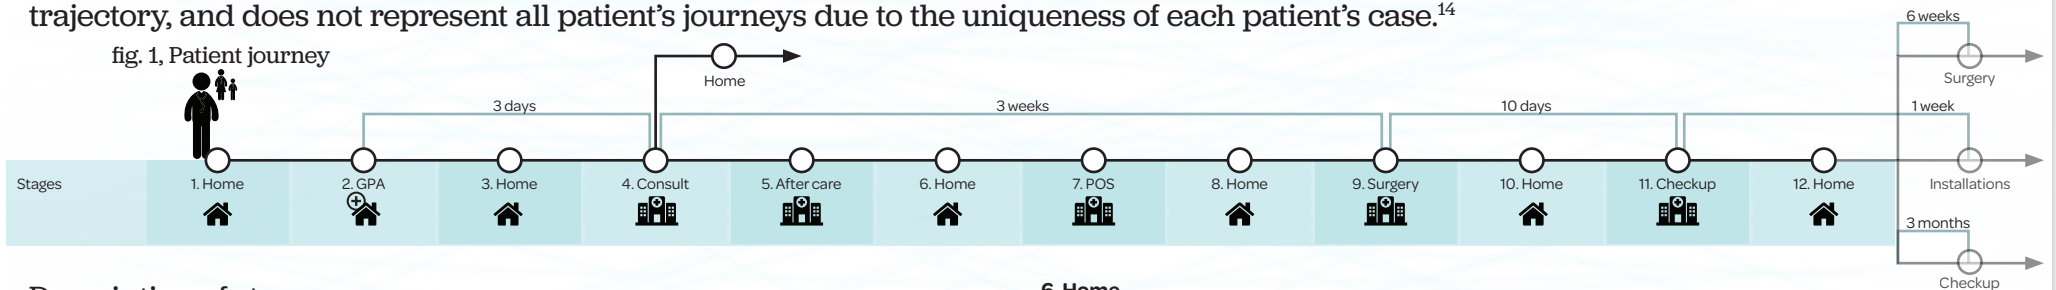 trajectory, and does not represent all patient’s journeys due to the uniqueness of each patient’s case.14
fig. 1, Patient journey
6 weeks
Home
Surgery
3 days
3 weeks
10 days
1 week
Stages
1. Home
2. GPA
3. Home
4. Consult
5. After care
6. Home
7. POS
8. Home
9. Surgery
10. Home
11. Checkup
12. Home
Installations
3 months
Checkup
6. Home